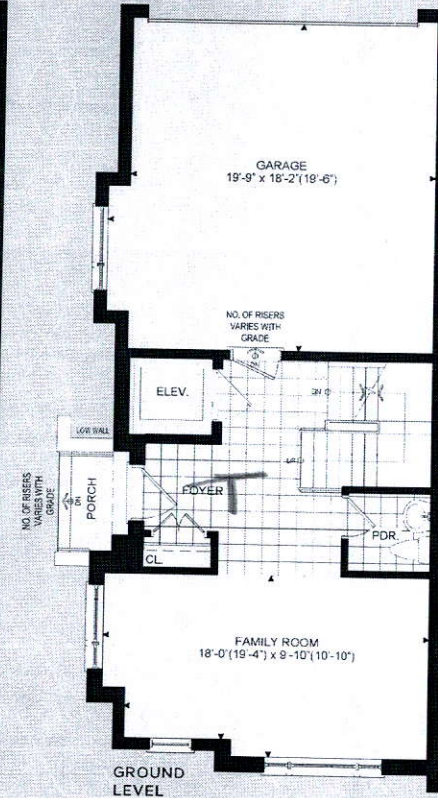 GARAGE
19'-9" x 18'-2"(19'-6")
NO. OF RISERS
VARIES WITH
GRADE
DN
ELEV.
DN
LOW WALL
UP
NO. OF RISERS
VARIES WITH
GRADE
DN
PORCH
FOYER
T
PDR.
CL.
FAMILY ROOM
18'-0"(19'-4") x 9'-10"(10'-10")
GROUND
LEVEL